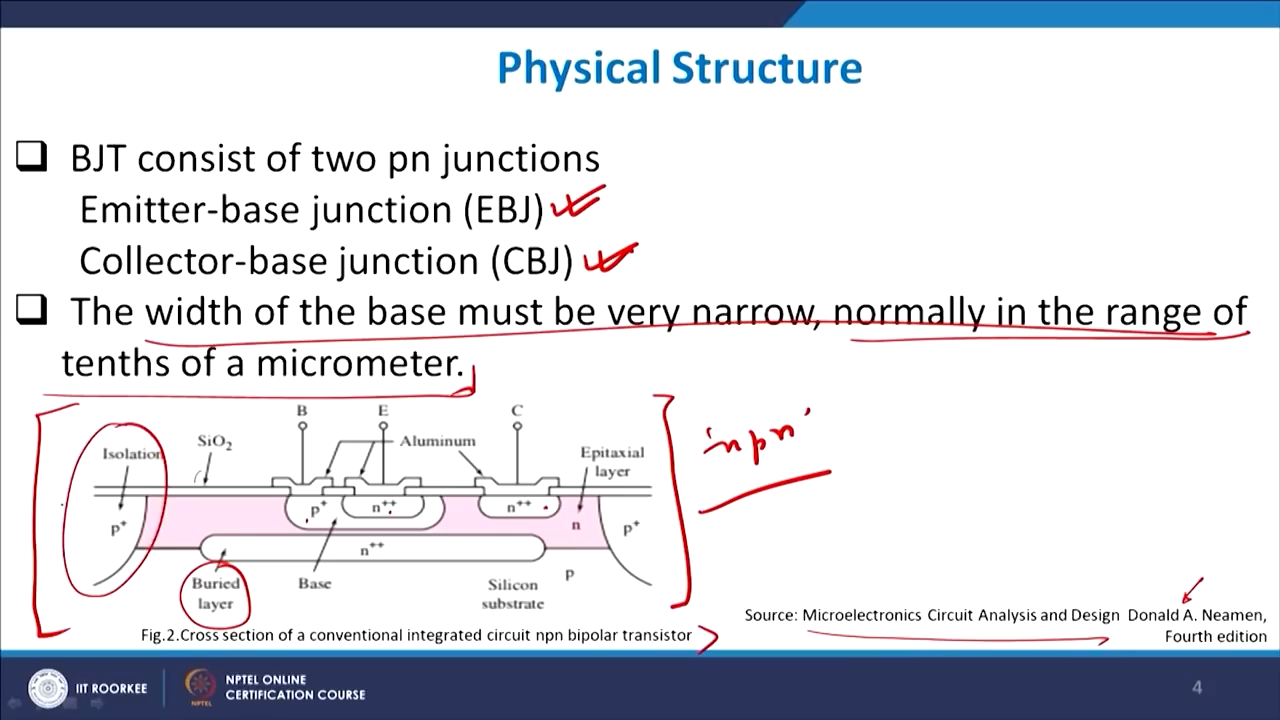 Physical Structure
❑ BJT consist of two pn junctions
Emitter-base junction (EBJ)
Collector-base junction (CBJ)
❑ The width of the base must be very narrow, normally in the range of
tenths of a micrometer.
B E C
Isolation SiO₂ Aluminum Epitaxial
layer
p⁺ p⁺ n⁺⁺ n⁺⁺ n p⁺
n⁺⁺
Buried
layer
Base
Silicon
substrate
p
'npn'
Source: Microelectronics Circuit Analysis and Design Donald A. Neamen,
Fourth edition
Fig.2.Cross section of a conventional integrated circuit npn bipolar transistor
IIT ROORKEE
NPTEL
NPTEL ONLINE
CERTIFICATION COURSE
4